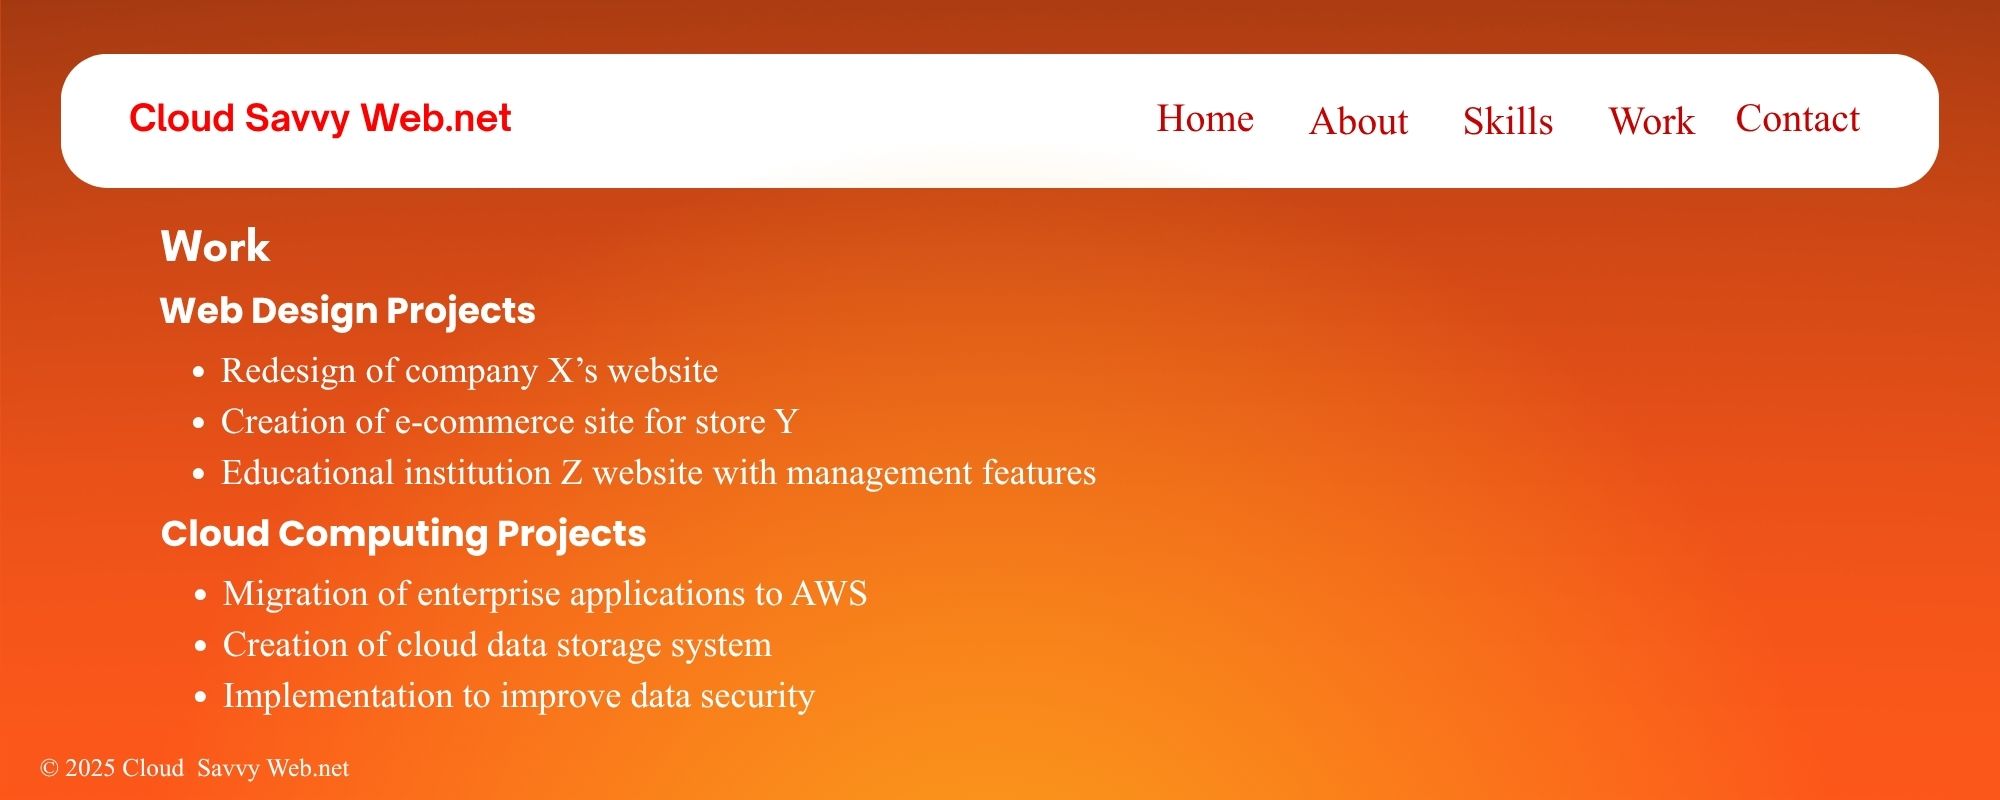 Cloud Savvy Web.net
Home About Skills Work Contact
Work
Web Design Projects
• Redesign of company X’s website
• Creation of e-commerce site for store Y
• Educational institution Z website with management features
Cloud Computing Projects
• Migration of enterprise applications to AWS
• Creation of cloud data storage system
• Implementation to improve data security
© 2025 Cloud  Savvy Web.net